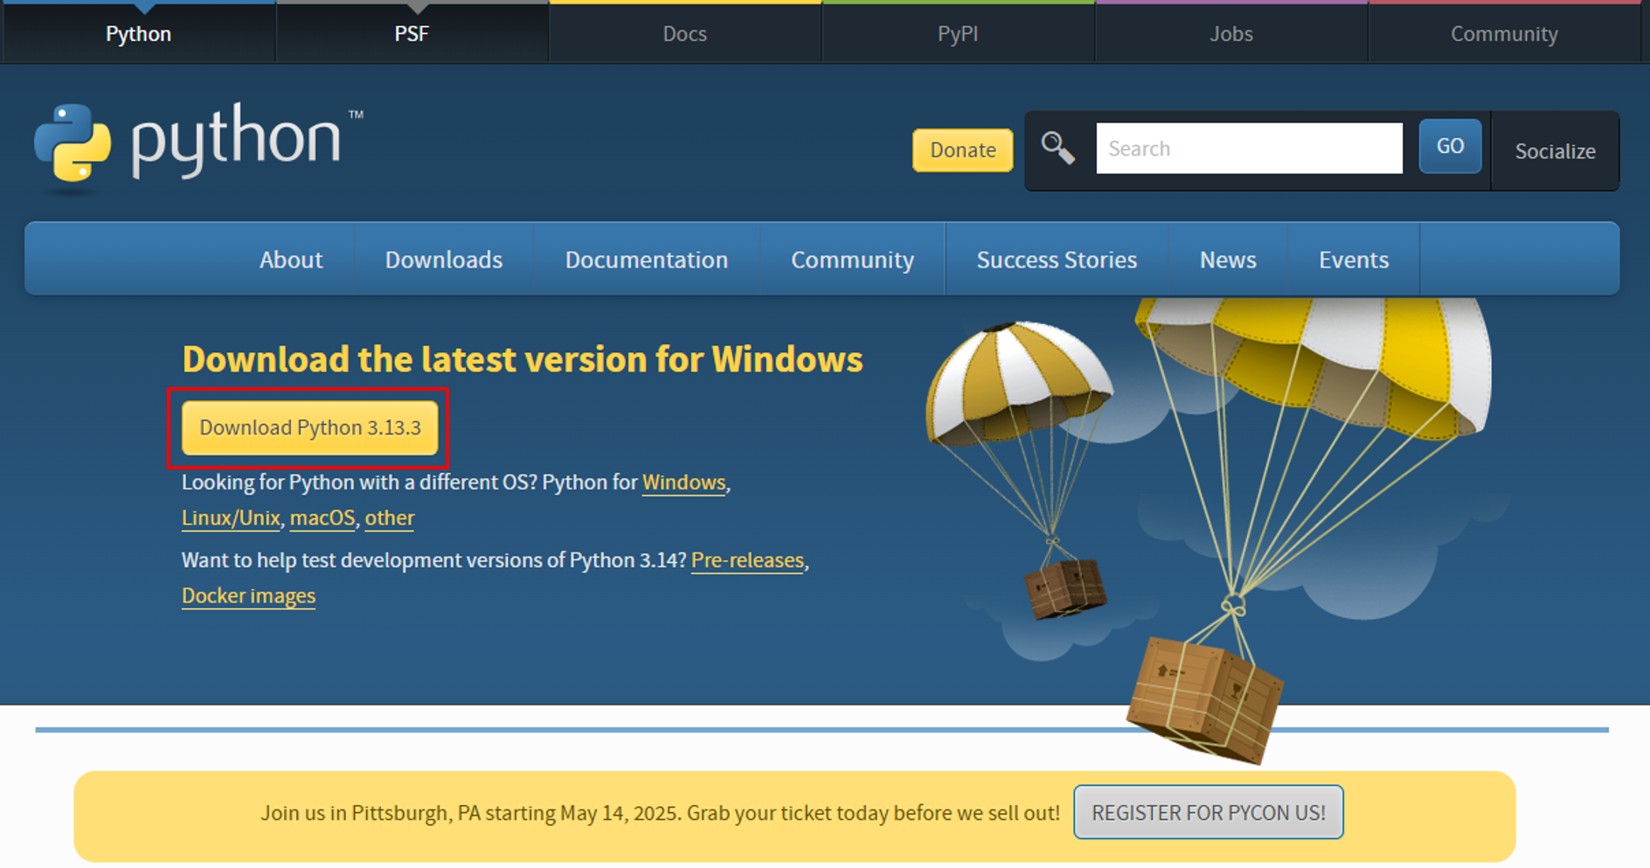 Python PSF Docs PyPI Jobs Community
python™
Donate Search GO Socialize
About Downloads Documentation Community Success Stories News Events
Download the latest version for Windows
Download Python 3.13.3
Looking for Python with a different OS? Python for Windows,
Linux/Unix, macOS, other
Want to help test development versions of Python 3.14? Pre-releases,
Docker images
Join us in Pittsburgh, PA starting May 14, 2025. Grab your ticket today before we sell out! REGISTER FOR PYCON US!